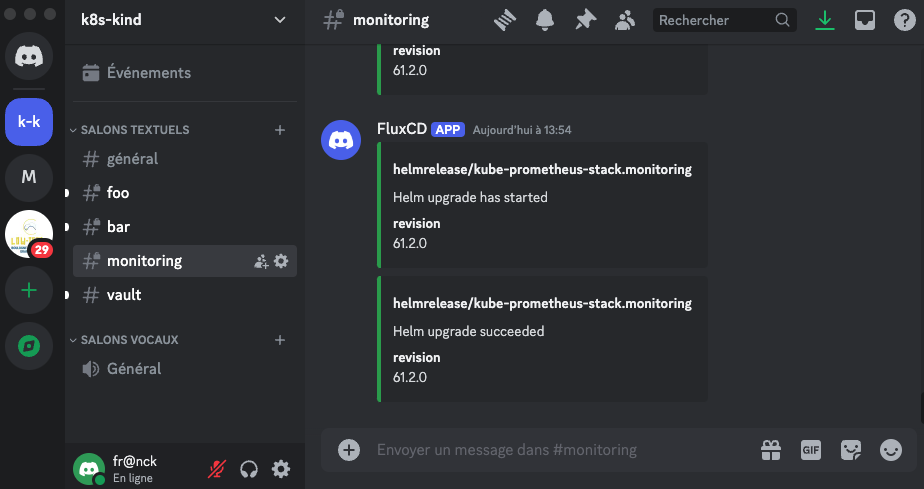 k8s-kind
Événements
SALONS TEXTUELS
général
foo
bar
monitoring
vault
SALONS VOCAUX
Général
fr@nck
En ligne
k-k
M
29
monitoring
Rechercher
revision
61.2.0
FluxCD APP Aujourd'hui à 13:54
helmrelease/kube-prometheus-stack.monitoring
Helm upgrade has started
revision
61.2.0
helmrelease/kube-prometheus-stack.monitoring
Helm upgrade succeeded
revision
61.2.0
Envoyer un message dans #monitoring
GIF